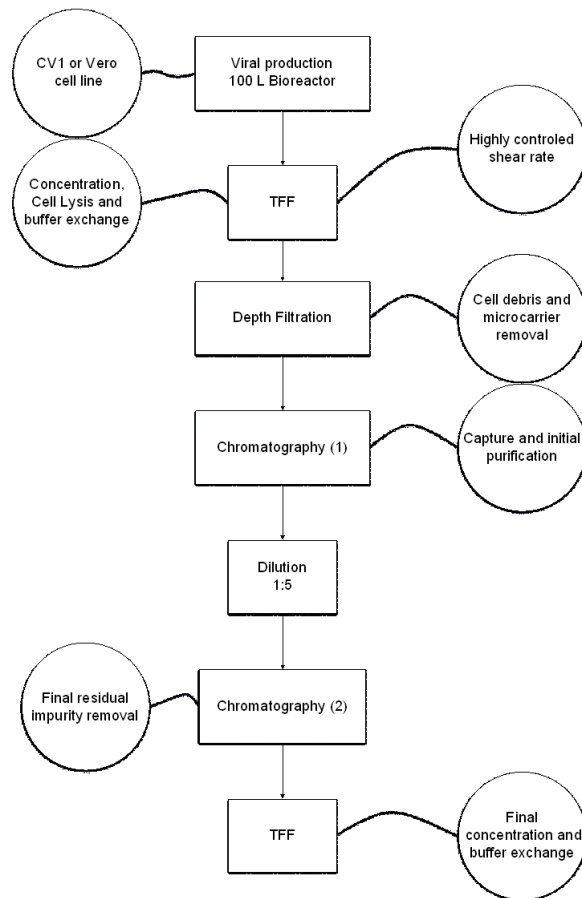 CV1 or Vero
cell line
Viral production
100 L Bioreactor
Highly controled
shear rate
Concentration,
Cell Lysis and
buffer exchange
TFF
Depth Filtration
Cell debris and
microcarrier
removal
Chromatography (1)
Capture and initial
purification
Dilution
1:5
Final residual
impurity removal
Chromatography (2)
TFF
Final
concentration and
buffer exchange